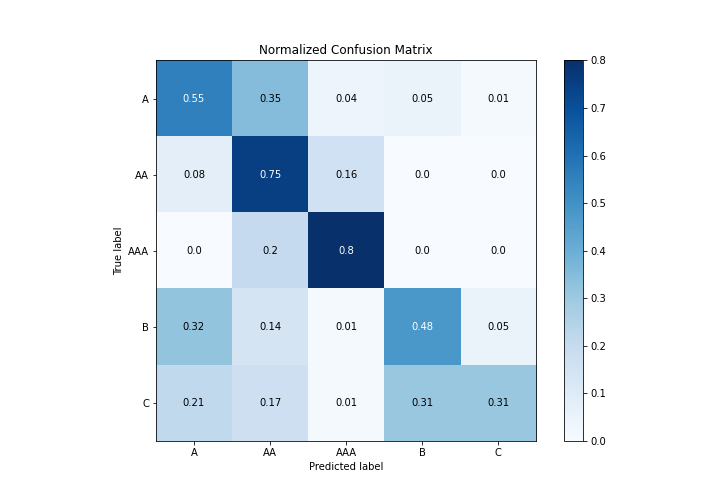 Normalized Confusion Matrix
True label
A 0.55 0.35 0.04 0.05 0.01
AA 0.08 0.75 0.16 0.0 0.0
AAA 0.0 0.2 0.8 0.0 0.0
B 0.32 0.14 0.01 0.48 0.05
C 0.21 0.17 0.01 0.31 0.31
A AA AAA B C
Predicted label
0.8
0.7
0.6
0.5
0.4
0.3
0.2
0.1
0.0